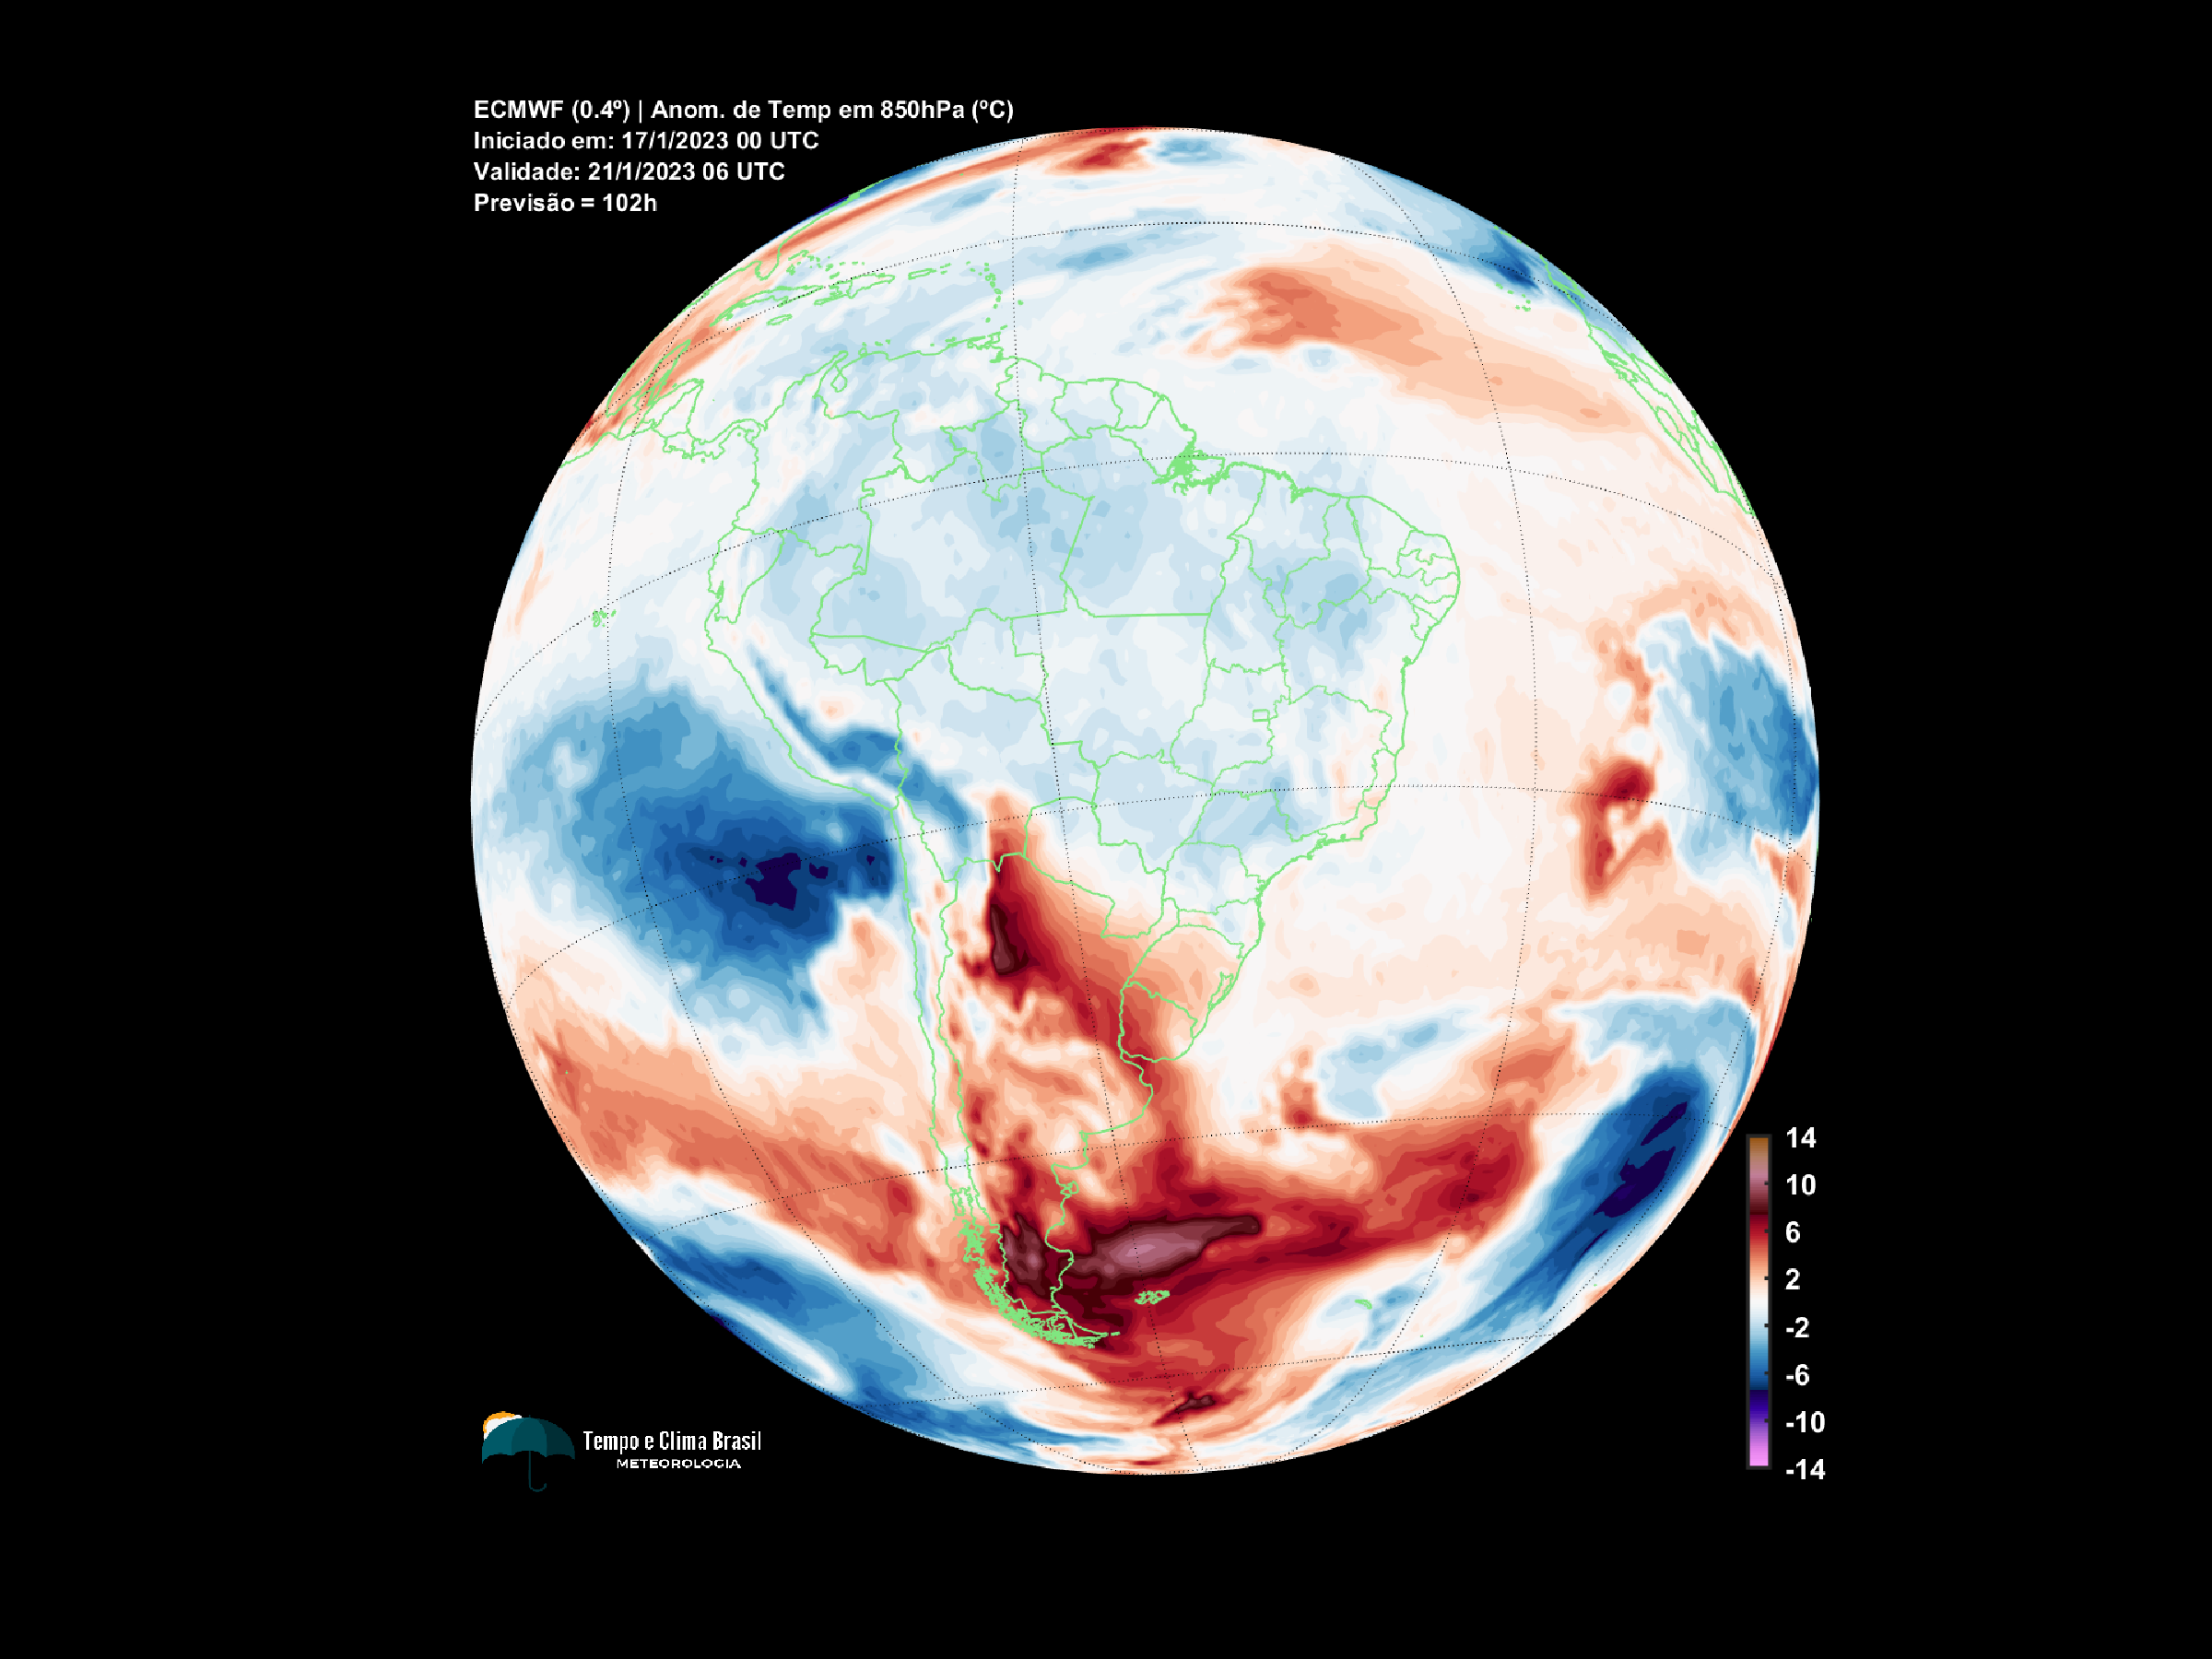 ECMWF (0.4º) | Anom. de Temp em 850hPa (ºC)
Iniciado em: 17/1/2023 00 UTC
Validade: 21/1/2023 06 UTC
Previsão = 102h
14
10
6
2
-2
-6
-10
-14
Tempo e Clima Brasil
METEOROLOGIA